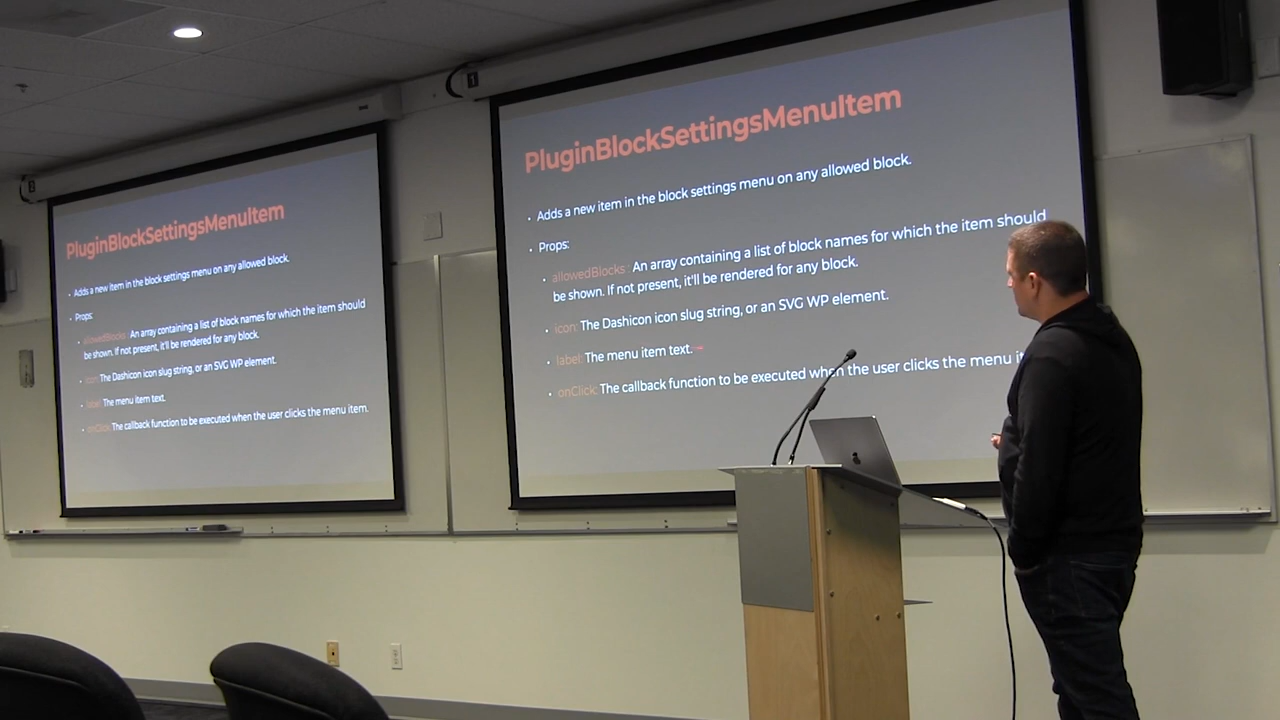 2
PluginBlockSettingsMenuItem
• Adds a new item in the block settings menu on any allowed block.
• Props:
• allowedBlocks : An array containing a list of block names for which the item should
be shown. If not present, it'll be rendered for any block.
• icon: The Dashicon icon slug string, or an SVG WP element.
• label: The menu item text.
• onClick: The callback function to be executed when the user clicks the menu item.
1
PluginBlockSettingsMenuItem
• Adds a new item in the block settings menu on any allowed block.
• Props:
• allowedBlocks : An array containing a list of block names for which the item should
be shown. If not present, it'll be rendered for any block.
• icon: The Dashicon icon slug string, or an SVG WP element.
• label: The menu item text.
• onClick: The callback function to be executed when the user clicks the menu